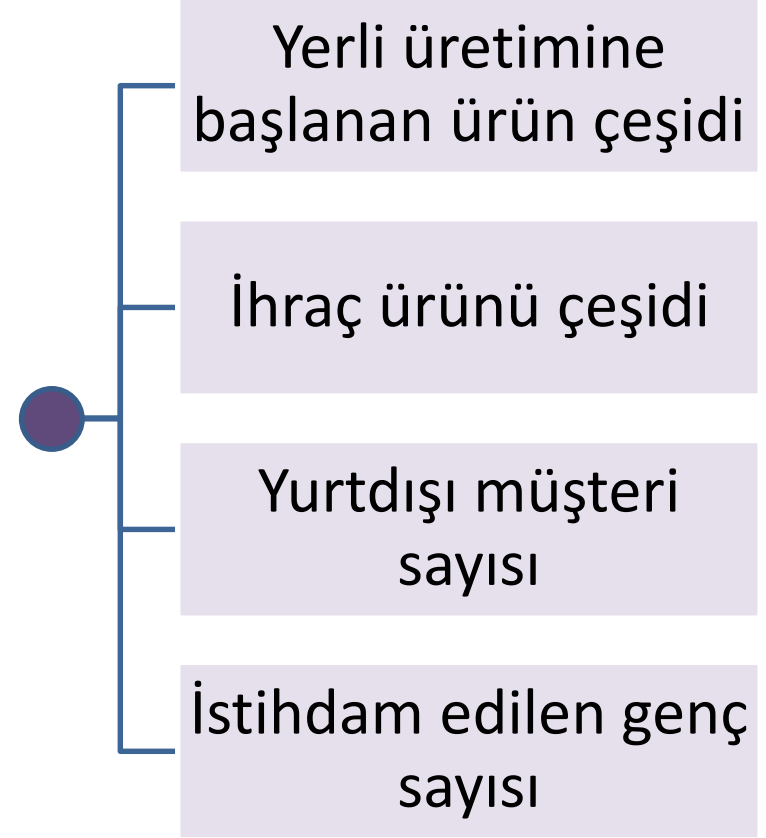 Yerli üretimine
başlanan ürün çeşidi
İhraç ürünü çeşidi
Yurtdışı müşteri
sayısı
İstihdam edilen genç
sayısı